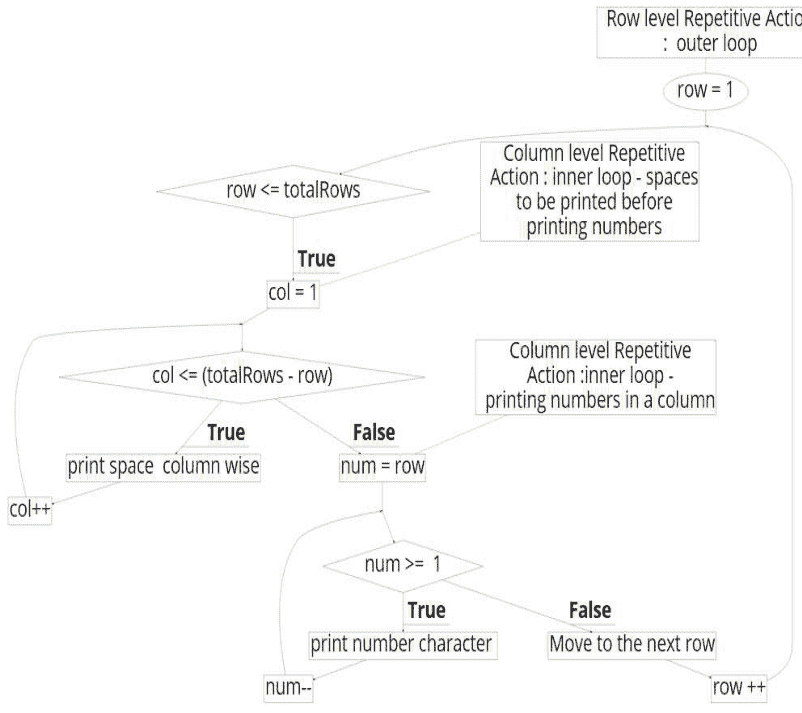 Row level Repetitive Actio
: outer loop
row = 1
Column level Repetitive
Action : inner loop - spaces
to be printed before
printing numbers
row <= totalRows
True
col = 1
Column level Repetitive
Action :inner loop -
printing numbers in a column
col <= (totalRows - row)
True
False
print space column wise
num = row
col++
num >= 1
True
False
print number character
Move to the next row
num--
row ++